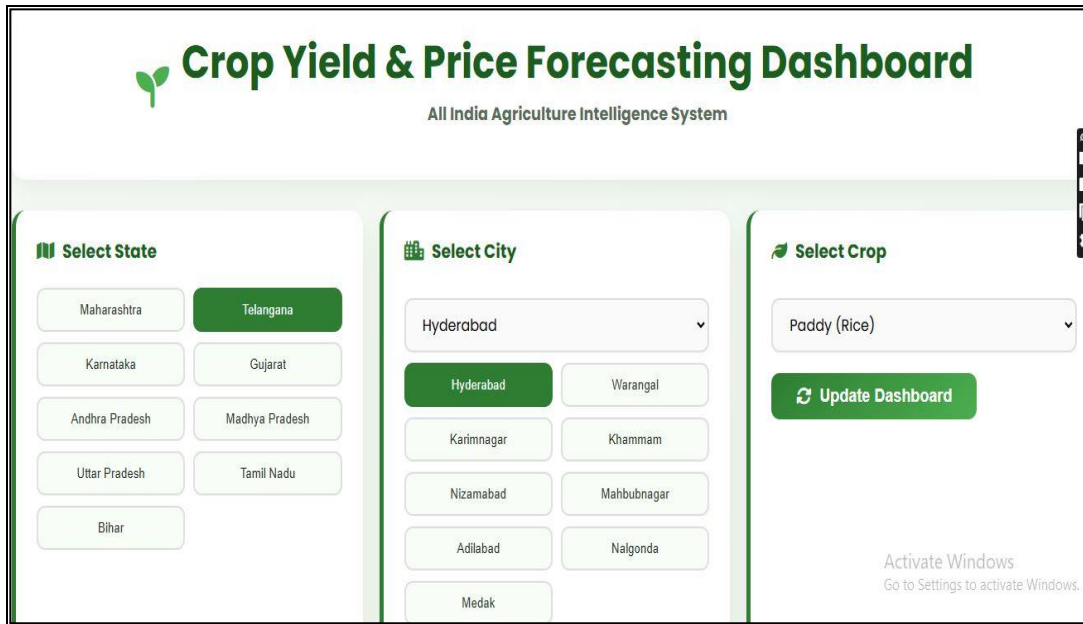 Crop Yield & Price Forecasting Dashboard
All India Agriculture Intelligence System
Select State
Maharashtra
Telangana
Karnataka
Gujarat
Andhra Pradesh
Madhya Pradesh
Uttar Pradesh
Tamil Nadu
Bihar
Select City
Hyderabad
Hyderabad
Warangal
Karimnagar
Khammam
Nizamabad
Mahbubnagar
Adilabad
Nalgonda
Medak
Select Crop
Paddy (Rice)
Update Dashboard
Activate Windows
Go to Settings to activate Windows.